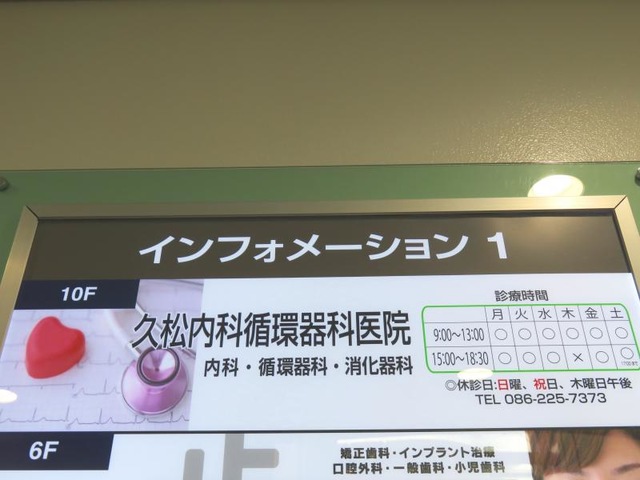 インフォメーション 1
10F
久松内科循環器科医院
内科・循環器科・消化器科
診療時間
月 火 水 木 金 土
9:00〜13:00 ○ ○ ○ ○ ○ ○
15:00〜18:30 ○ ○ ○ × ○ ○
◎休診日:日曜、祝日、木曜日午後
TEL 086-225-7373
6F
矯正歯科・インプラント治療
口腔外科・一般歯科・小児歯科